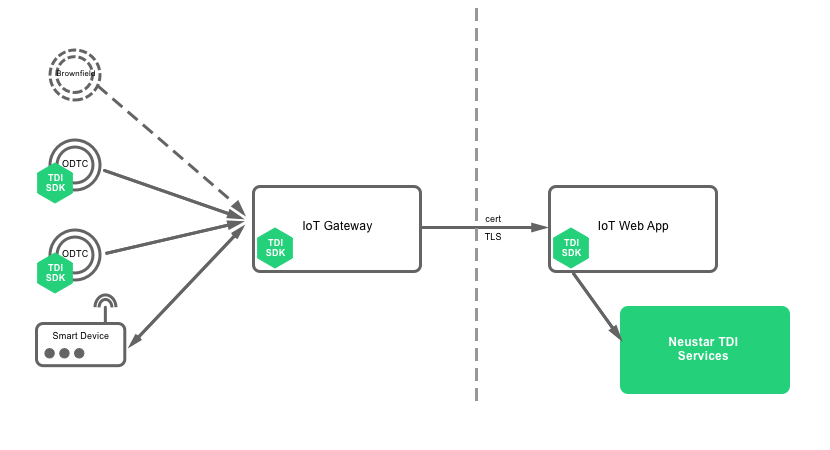 Brownfield
ODTC
TDI
SDK
ODTC
TDI
SDK
Smart Device
IoT Gateway
TDI
SDK
cert
TLS
IoT Web App
TDI
SDK
Neustar TDI
Services